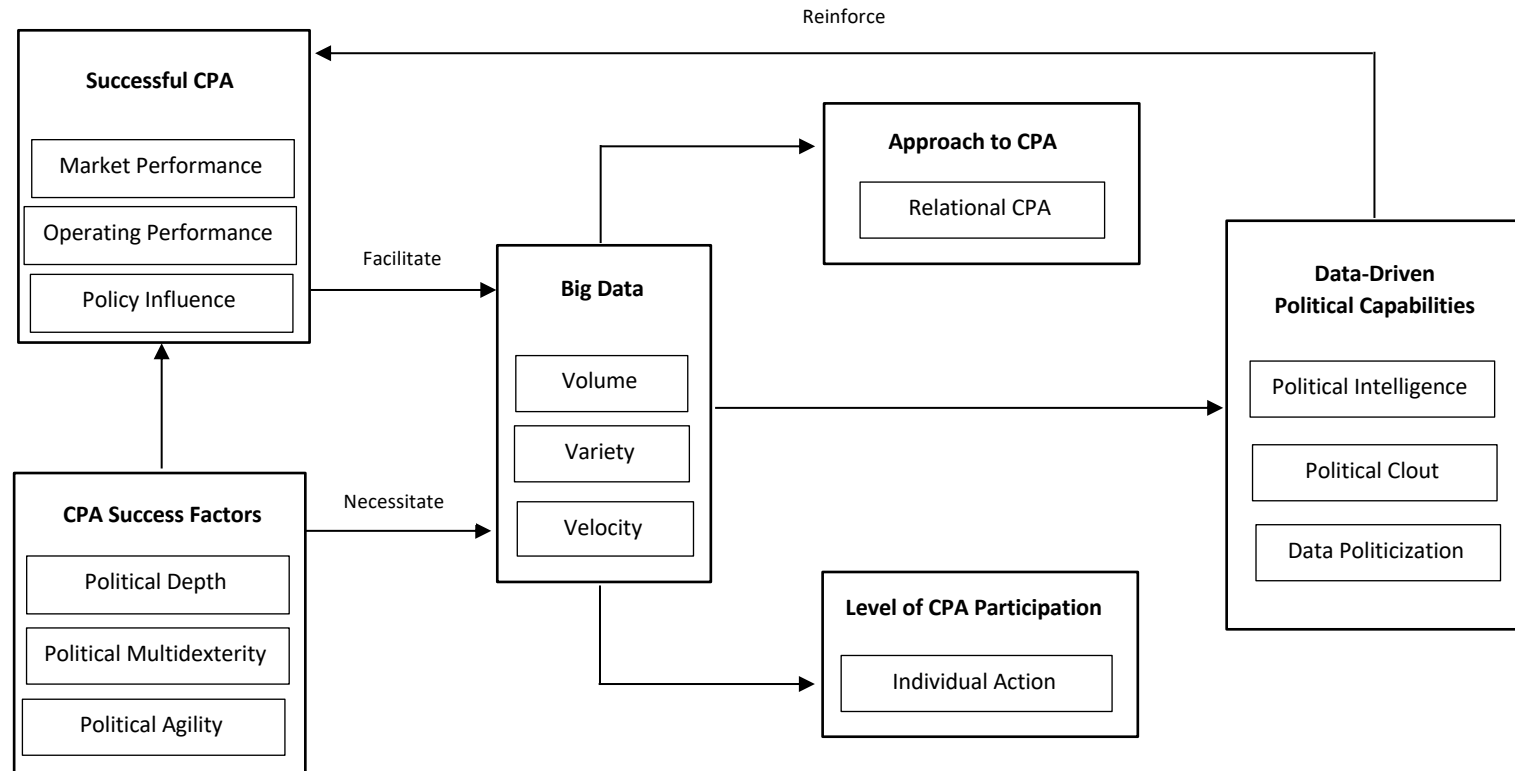 Reinforce
Successful CPA
Market Performance
Operating Performance
Policy Influence
Facilitate
Approach to CPA
Relational CPA
Big Data
Volume
Variety
Velocity
Data-Driven
Political Capabilities
Political Intelligence
Political Clout
Data Politicization
CPA Success Factors
Political Depth
Political Multidexterity
Political Agility
Necessitate
Level of CPA Participation
Individual Action